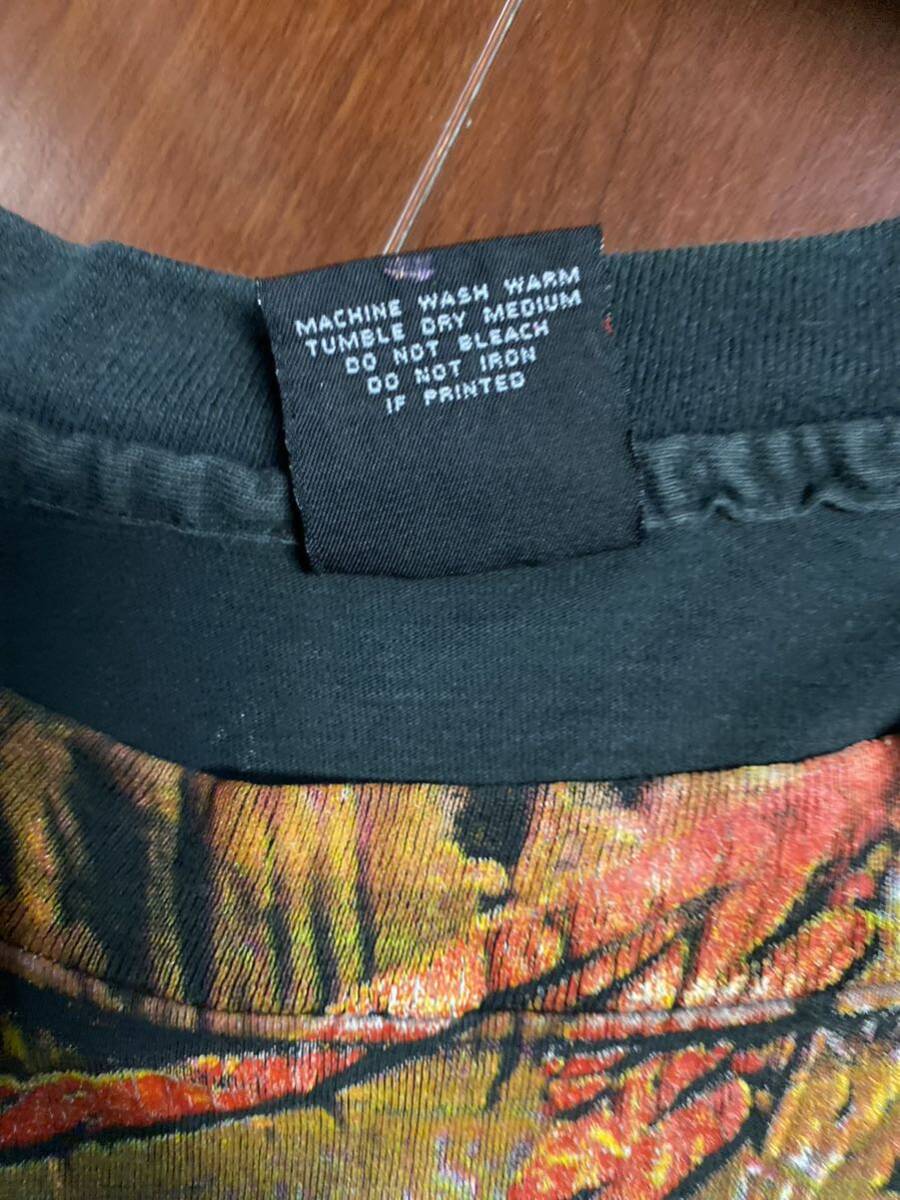 MACHINE WASH WARM
TUMBLE DRY MEDIUM
DO NOT BLEACH
DO NOT IRON
IF PRINTED